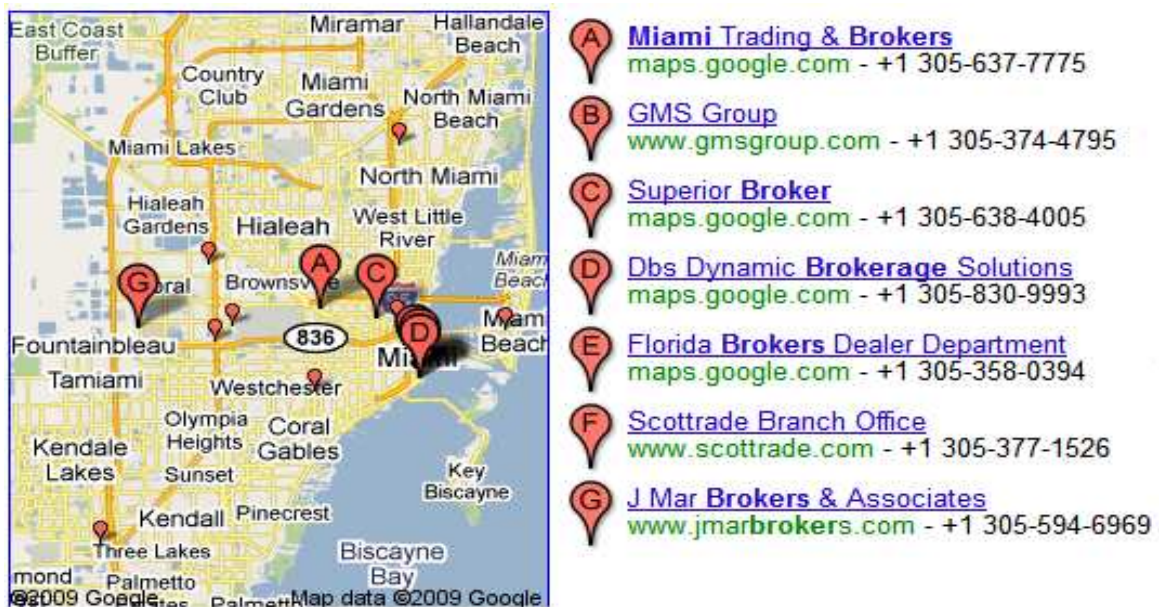 East Coast
Buffer
Miramar
Hallandale
Beach
Country
Club
Miami
Gardens
North Miami
Beach
Miami Lakes
North Miami
Hialeah
Gardens
Hialeah
West Little
River
Brownsville
Miami
Beach
836
Fountainbleau
Miami
Beach
Tamiami
Westchester
Olympia
Heights
Coral
Gables
Kendale
Lakes
Sunset
Key
Biscayne
Kendall
Pinecrest
Three Lakes
Biscayne
Bay
Palmetto
©2009 Google
Map data ©2009 Google
A
C
G
D
A Miami Trading & Brokers
maps.google.com - +1 305-637-7775
B GMS Group
www.gmsgroup.com - +1 305-374-4795
C Superior Broker
maps.google.com - +1 305-638-4005
D Dbs Dynamic Brokerage Solutions
maps.google.com - +1 305-830-9993
E Florida Brokers Dealer Department
maps.google.com - +1 305-358-0394
F Scottrade Branch Office
www.scottrade.com - +1 305-377-1526
G J Mar Brokers & Associates
www.jmarbrokers.com - +1 305-594-6969